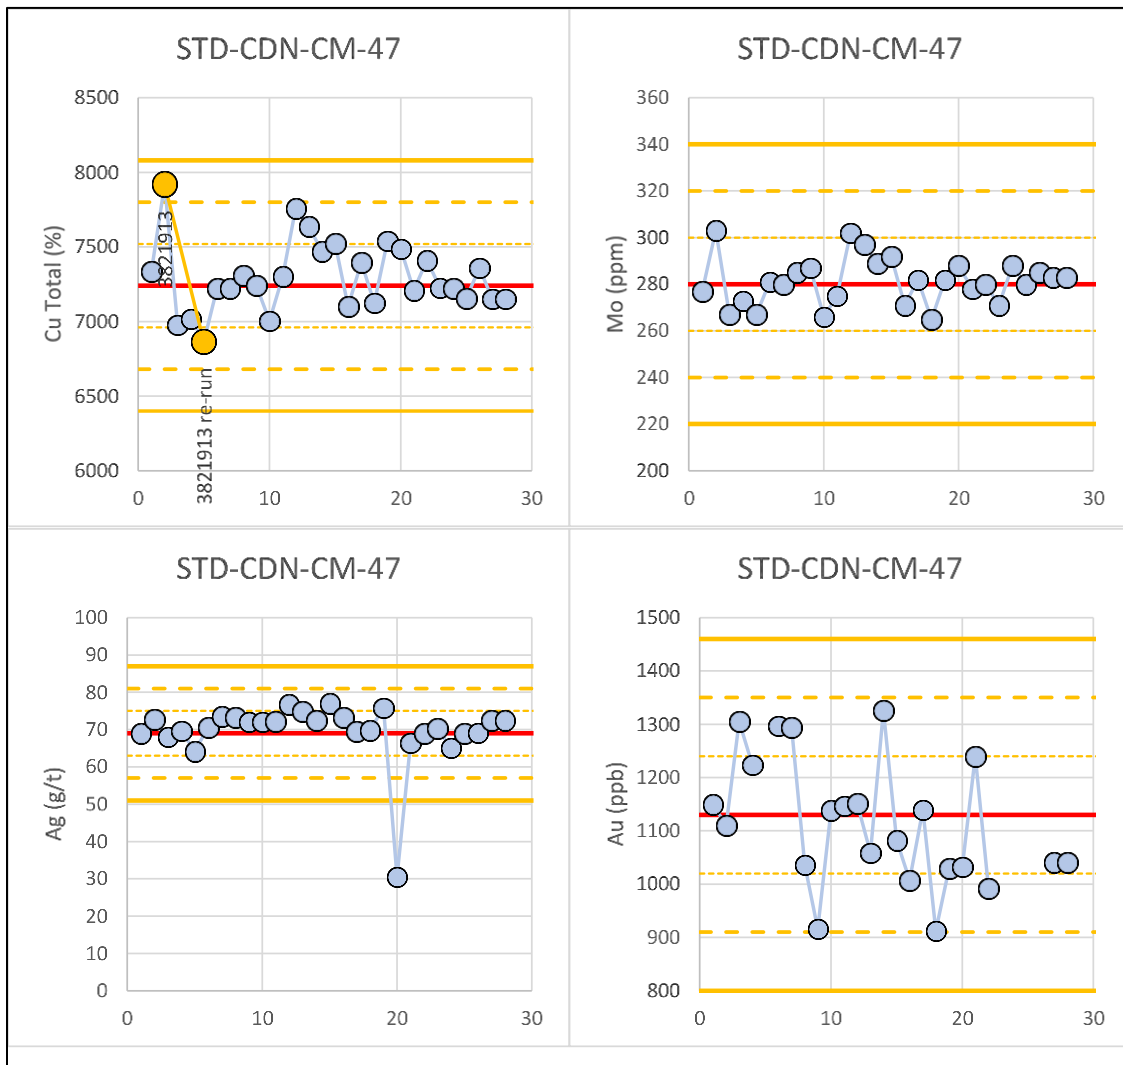 STD-CDN-CM-47
Cu Total (%)
8500
8000
7500
7000
6500
6000
3821913
3821913 re-run
0 10 20 30
STD-CDN-CM-47
Mo (ppm)
360
340
320
300
280
260
240
220
200
0 10 20 30
STD-CDN-CM-47
Ag (g/t)
100
90
80
70
60
50
40
30
20
10
0
0 10 20 30
STD-CDN-CM-47
Au (ppb)
1500
1400
1300
1200
1100
1000
900
800
0 10 20 30